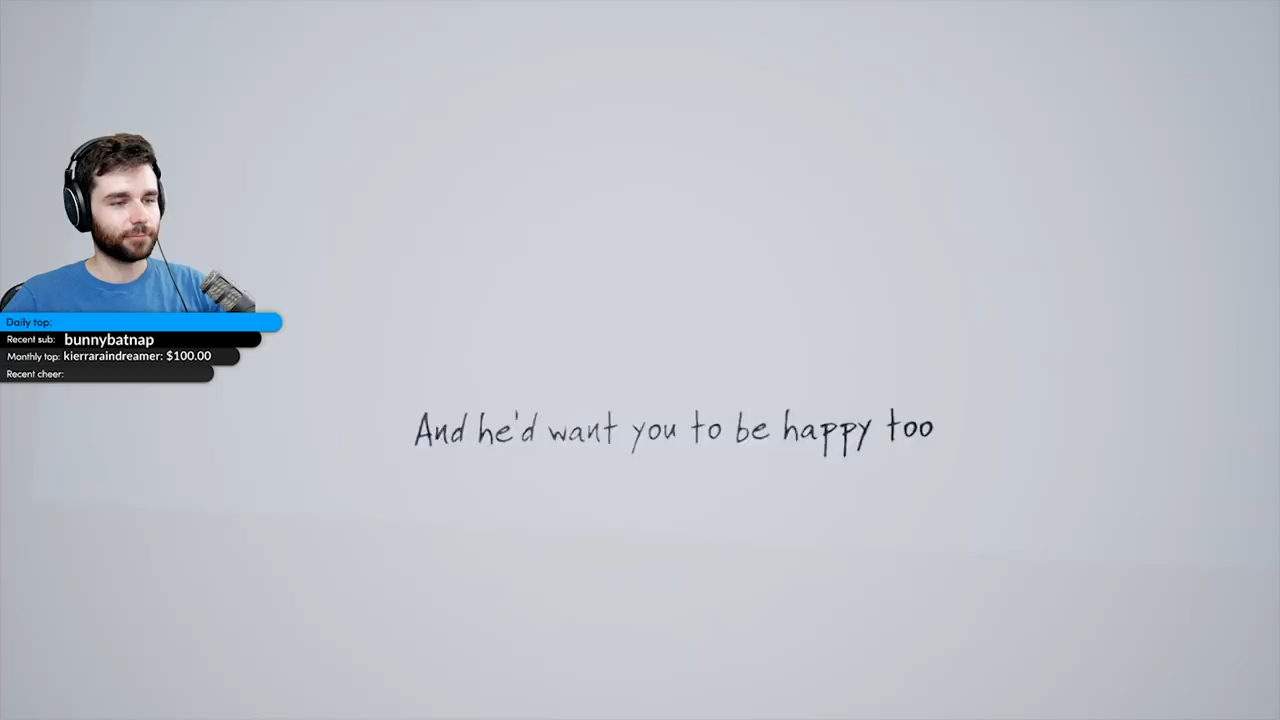 Daily top:
Recent sub: bunnybatnap
Monthly top: kierraraindreamer: $100.00
Recent cheer:
And he'd want you to be happy too